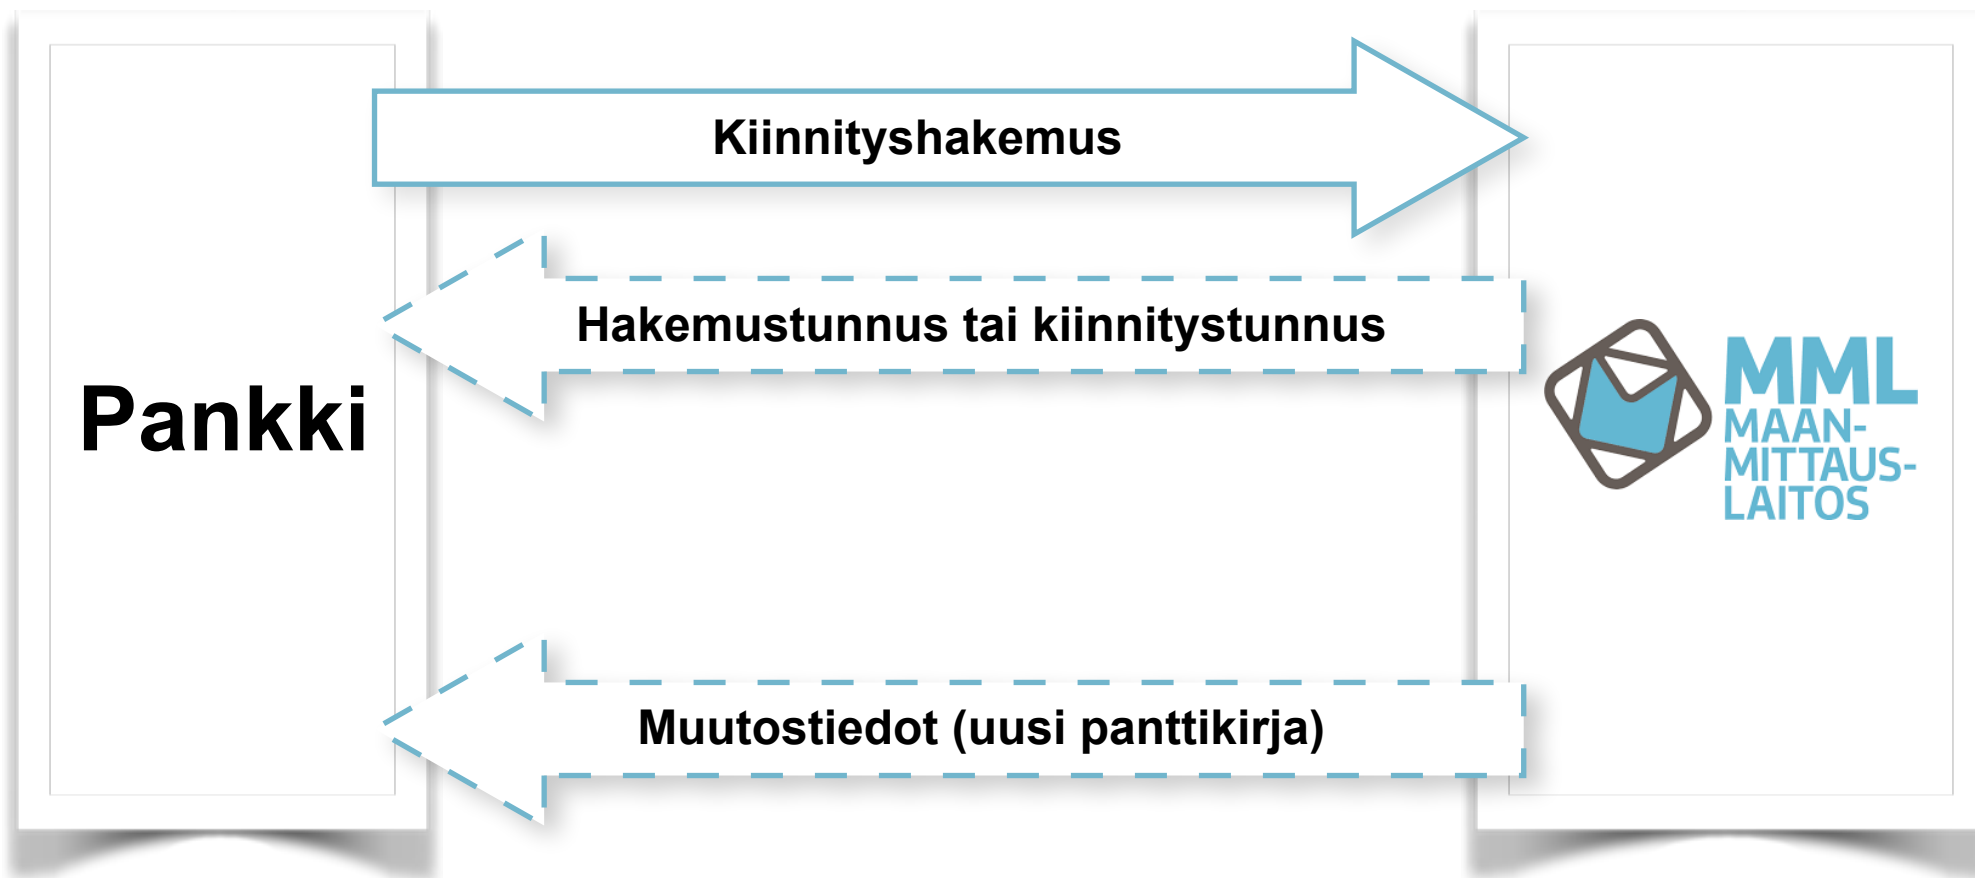 Kiinnityshakemus
Hakemustunnus tai kiinnitystunnus
Pankki
MML
MAAN-
MITTAUS-
LAITOS
Muutostiedot (uusi panttikirja)